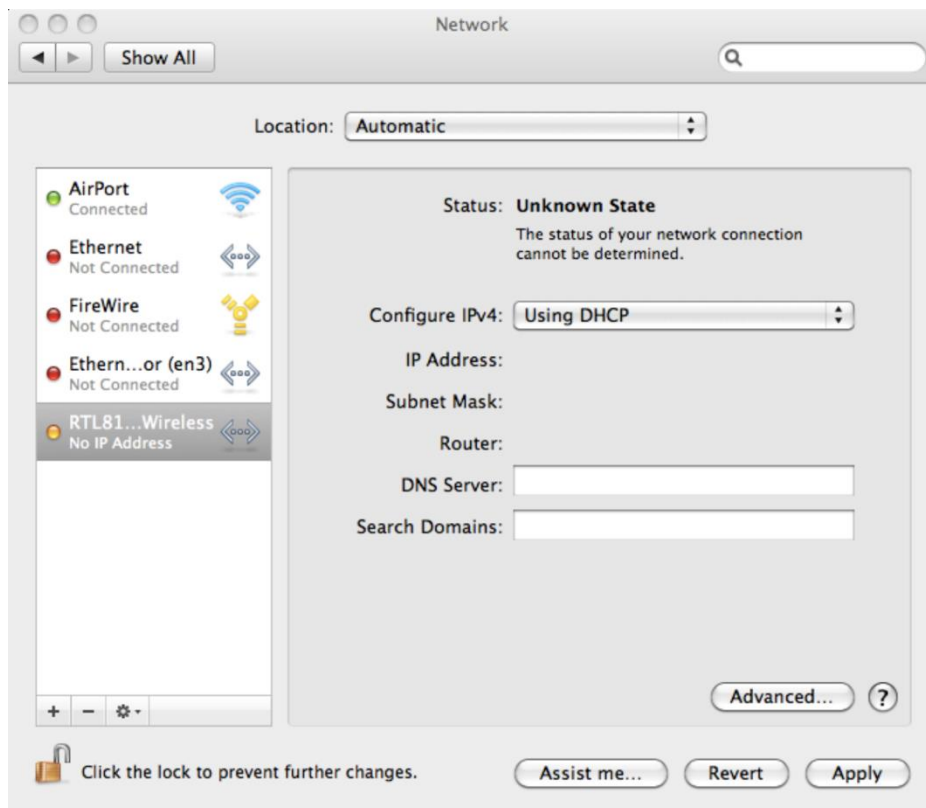 Network
Show All
Location: Automatic
AirPort
Connected
Ethernet
Not Connected
FireWire
Not Connected
Ethern...or (en3)
Not Connected
RTL81...Wireless
No IP Address
Status: Unknown State
The status of your network connection
cannot be determined.
Configure IPv4: Using DHCP
IP Address:
Subnet Mask:
Router:
DNS Server:
Search Domains:
Advanced... ?
Click the lock to prevent further changes.
Assist me... Revert Apply